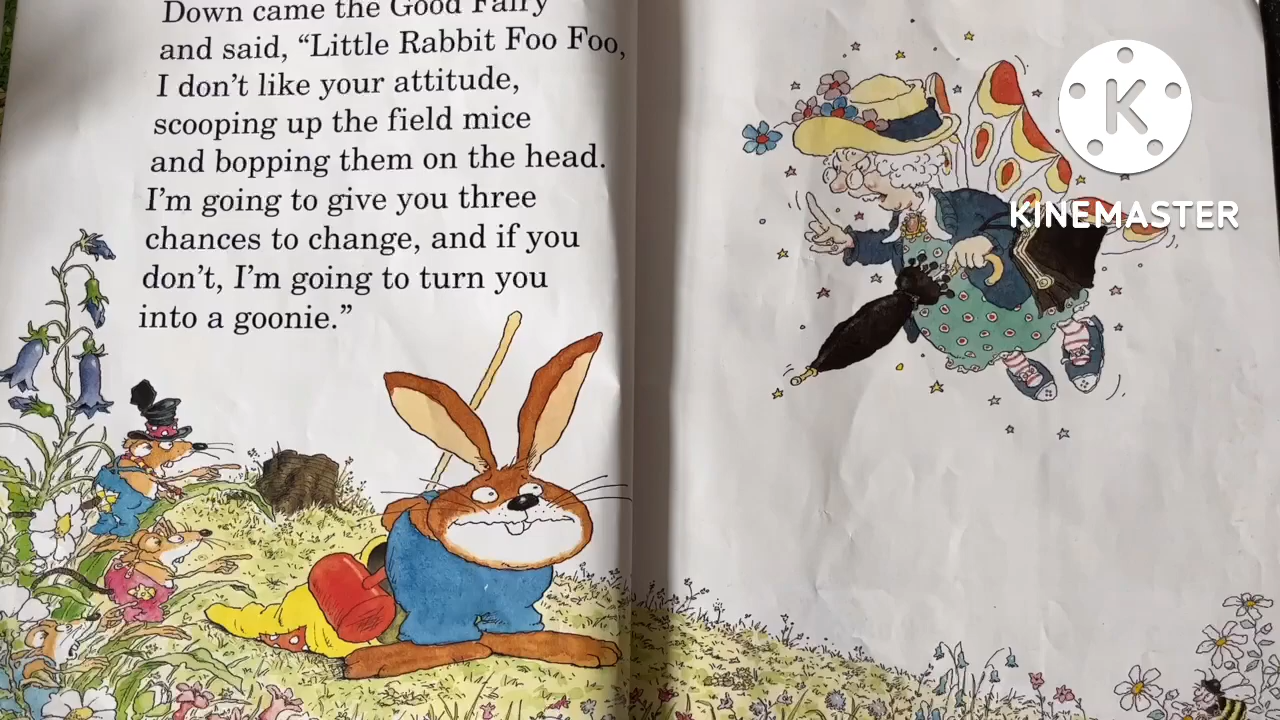 Down came the Good Fairy
and said, “Little Rabbit Foo Foo,
I don’t like your attitude,
scooping up the field mice
and bopping them on the head.
I’m going to give you three
chances to change, and if you
don’t, I’m going to turn you
into a goonie.”
K
KINEMASTER